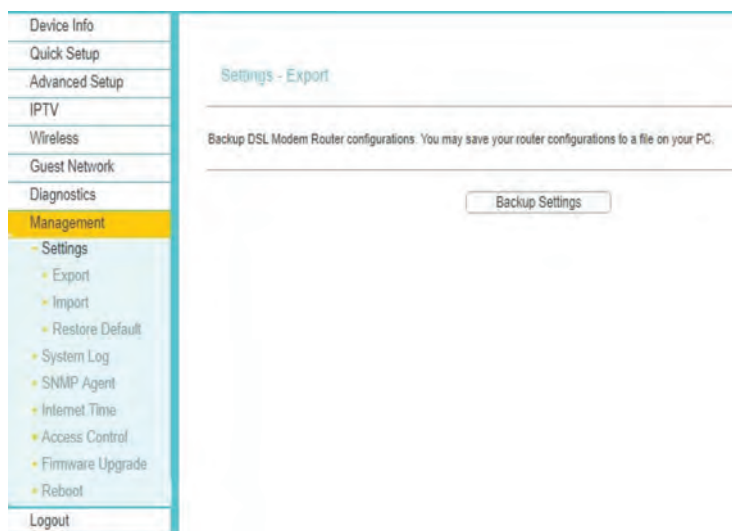 Device Info
Quick Setup
Advanced Setup
IPTV
Wireless
Guest Network
Diagnostics
Management
Settings
Export
Import
Restore Default
System Log
SNMP Agent
Internet Time
Access Control
Firmware Upgrade
Reboot
Logout
Settings - Export
Backup DSL Modem Router configurations. You may save your router configurations to a file on your PC.
Backup Settings